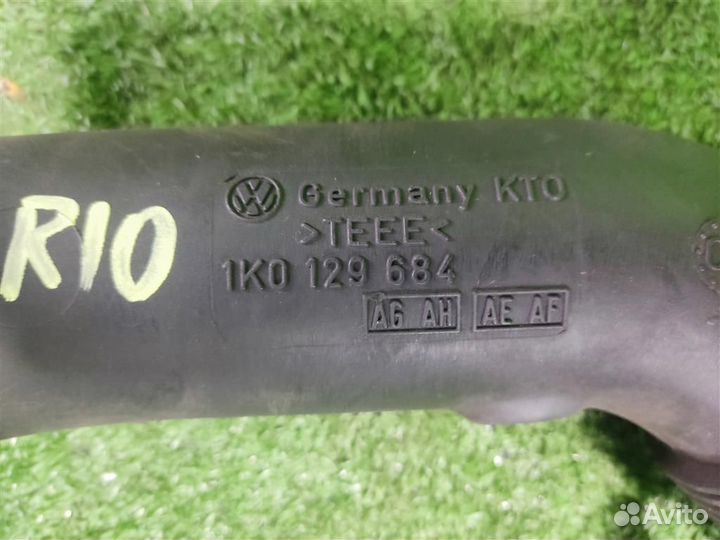 R10
Germany KTO
>TEEE<
1K0 129 684
AG AH AE AF
Avito